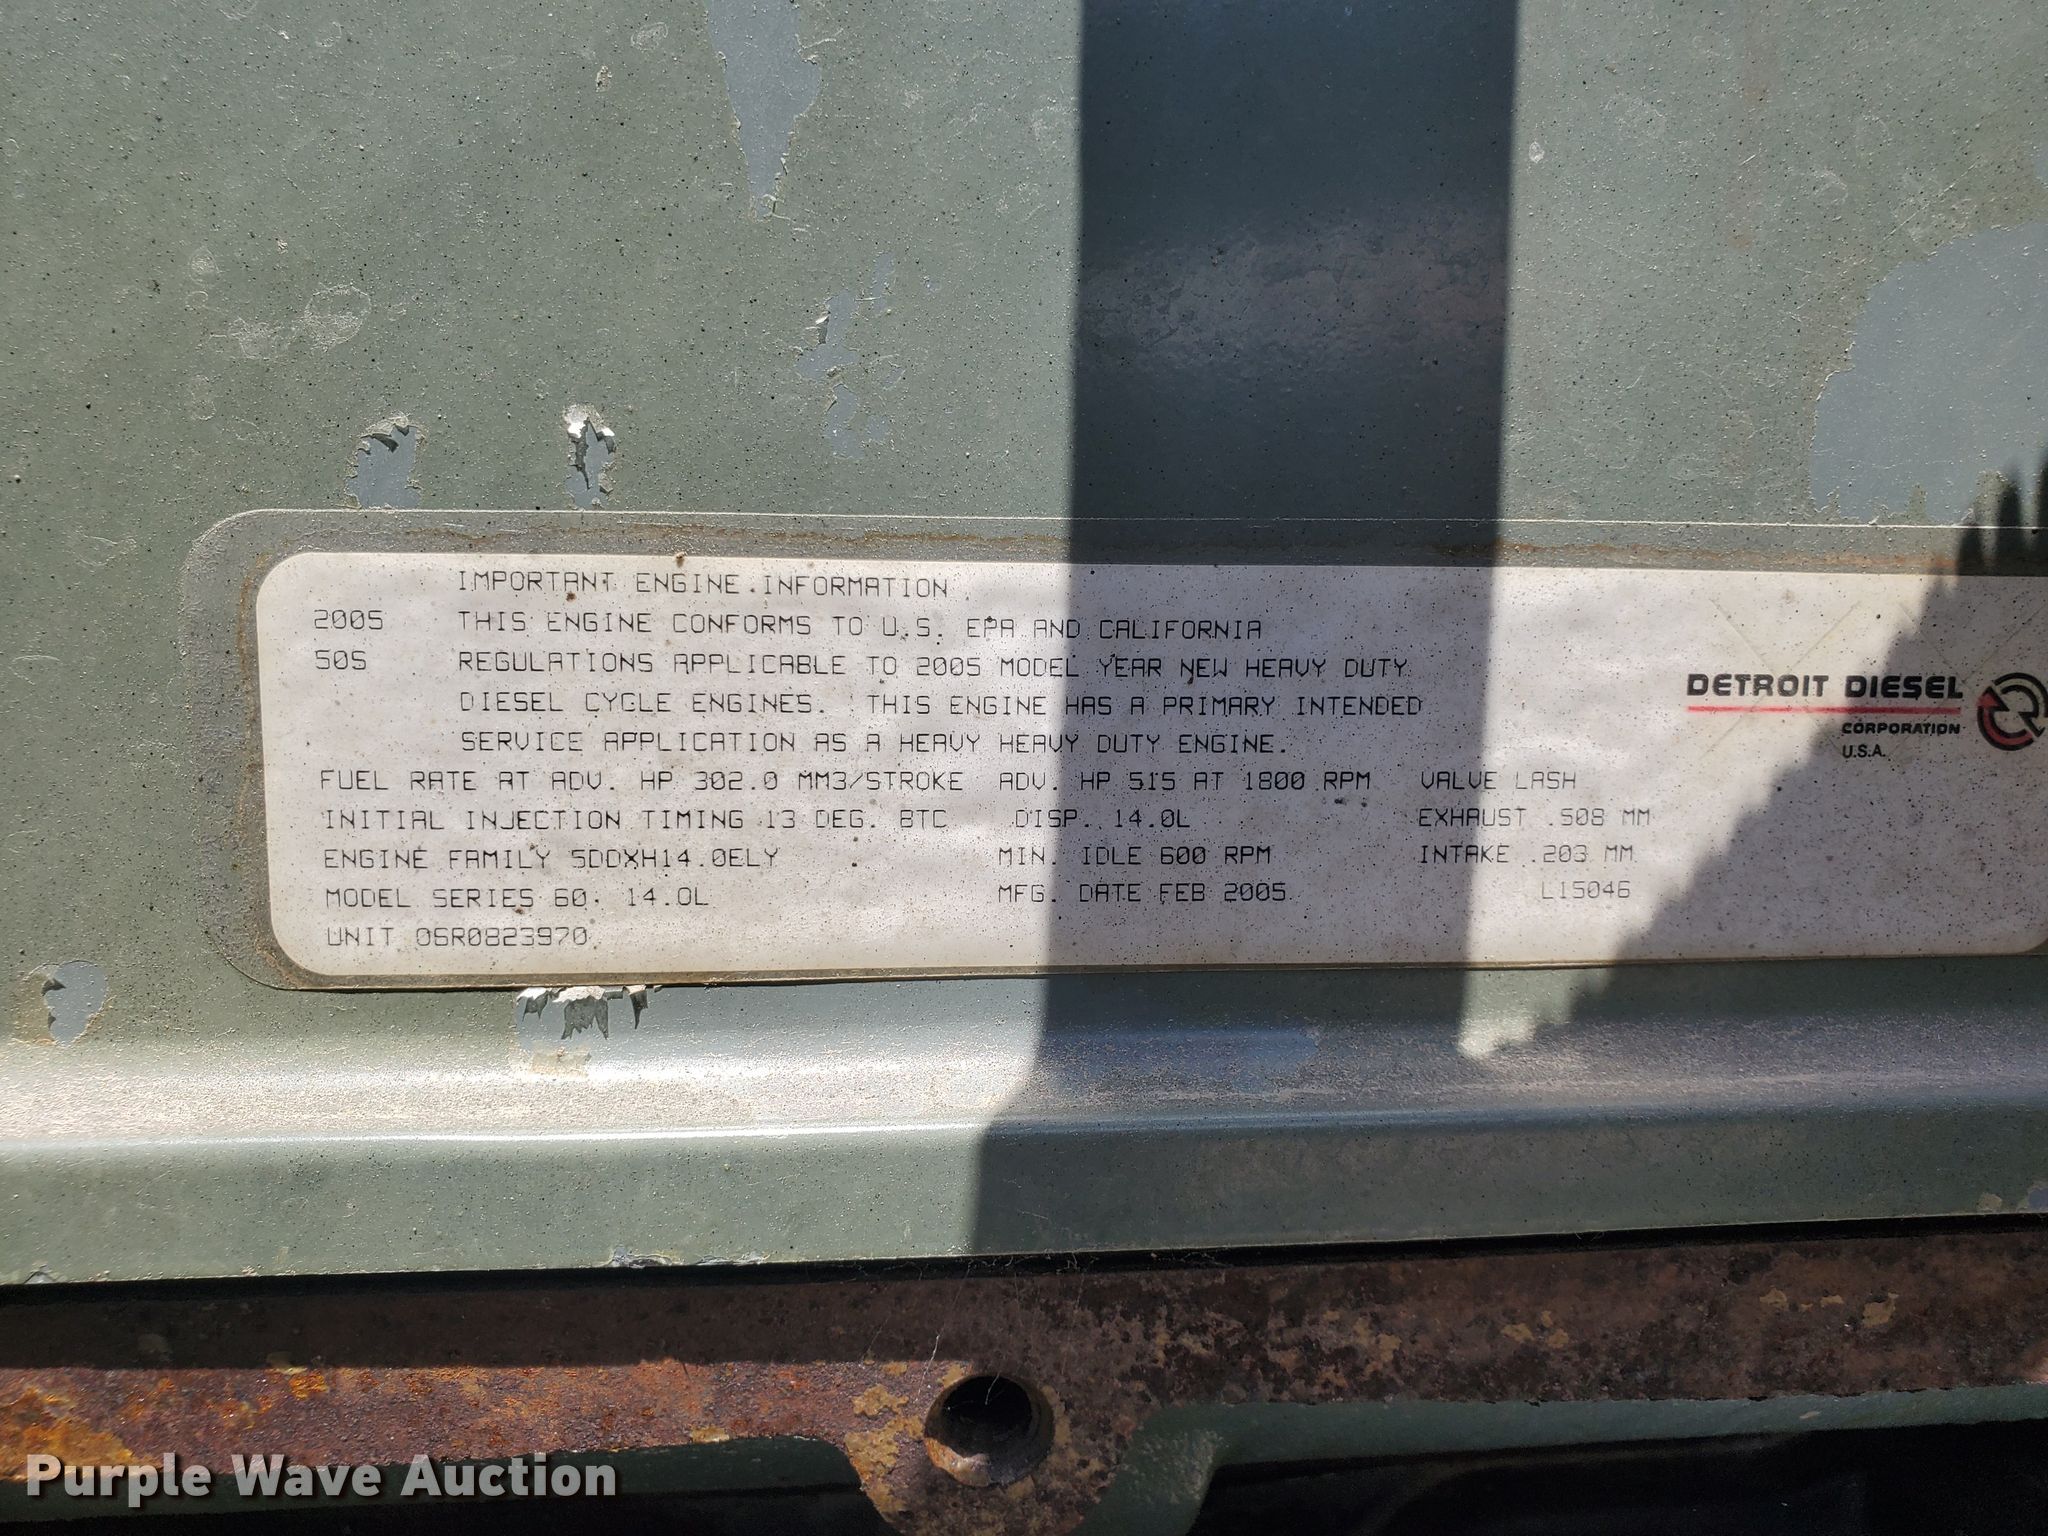 IMPORTANT ENGINE INFORMATION
2005 THIS ENGINE CONFORMS TO U.S. EPA AND CALIFORNIA
505 REGULATIONS APPLICABLE TO 2005 MODEL YEAR NEW HEAVY DUTY
DIESEL CYCLE ENGINES. THIS ENGINE HAS A PRIMARY INTENDED
SERVICE APPLICATION AS A HEAVY HEAVY DUTY ENGINE.
FUEL RATE AT ADV. HP 302.0 MM3/STROKE ADV. HP 515 AT 1800 RPM VALVE LASH
INITIAL INJECTION TIMING 13 DEG. BTC DISP. 14.0L EXHAUST .508 MM
ENGINE FAMILY 5DDXH14.0ELY MIN. IDLE 600 RPM INTAKE .203 MM
MODEL SERIES 60, 14.0L MFG. DATE FEB 2005 L15046
UNIT 06R0823970
DETROIT DIESEL
CORPORATION
U.S.A.
Purple Wave Auction